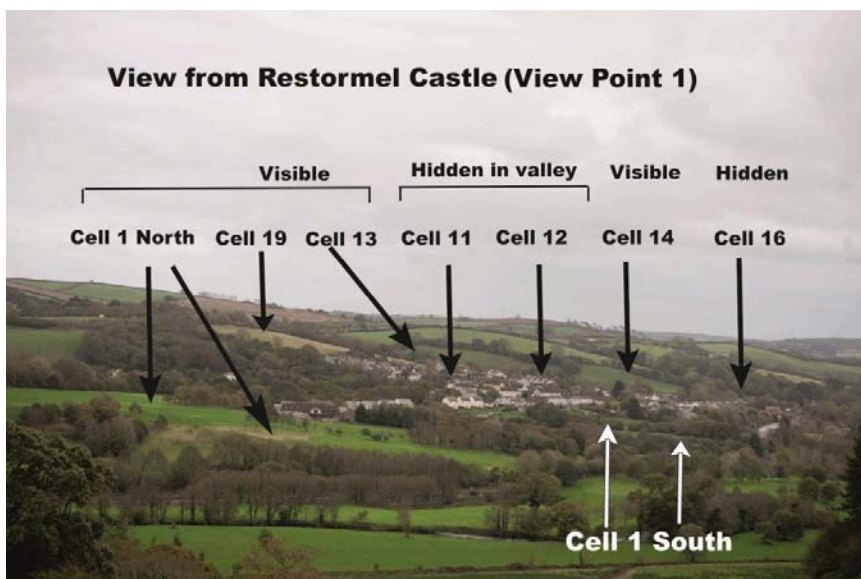 View from Restormel Castle (View Point 1)
Visible Hidden in valley Visible Hidden
Cell 1 North Cell 19 Cell 13 Cell 11 Cell 12 Cell 14 Cell 16
Cell 1 South